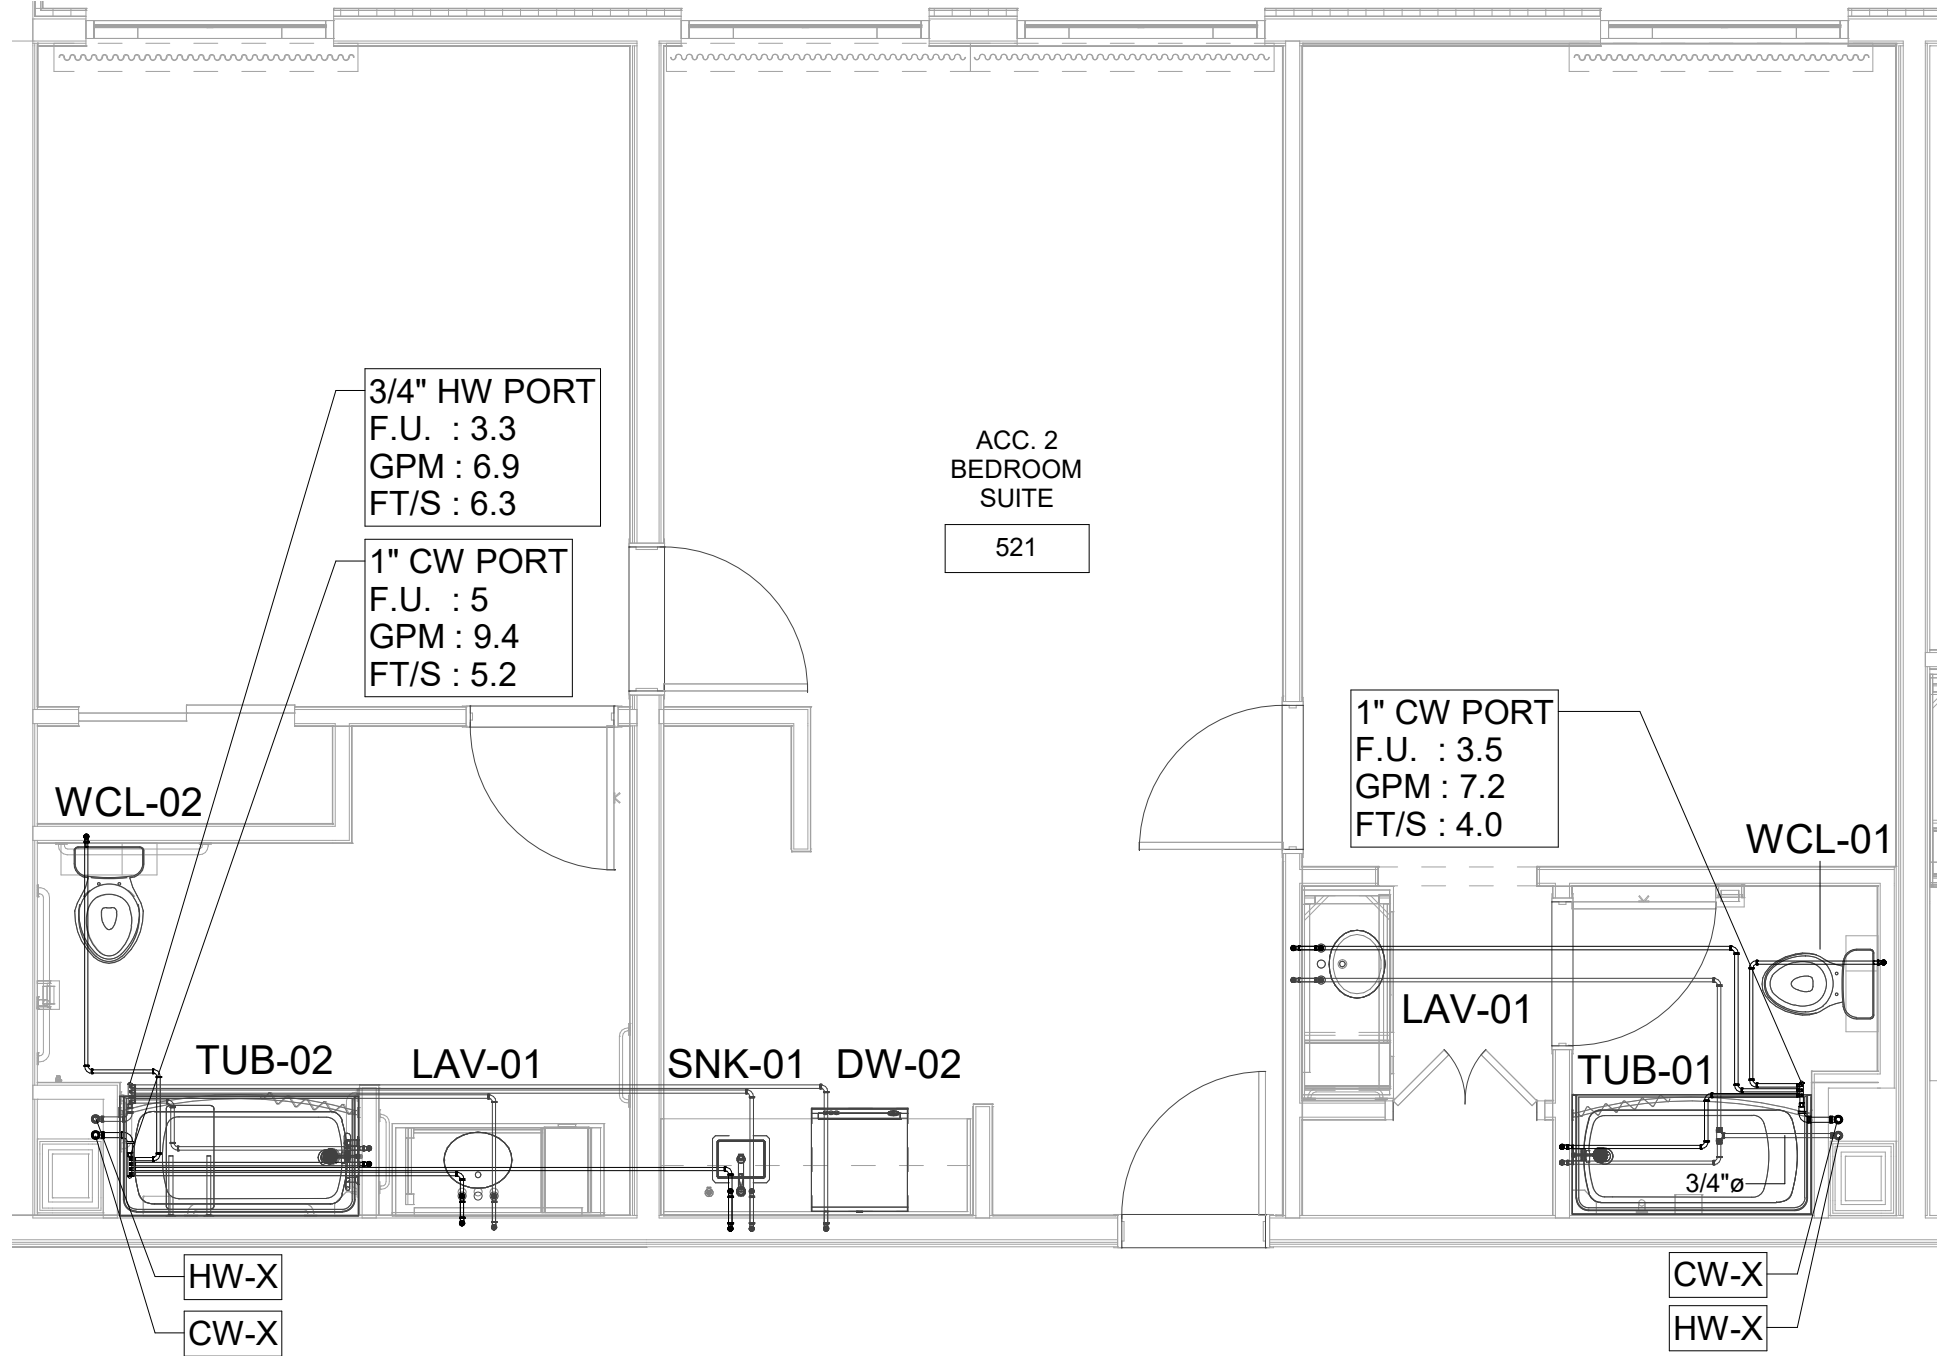 3/4" HW PORT
F.U. : 3.3
GPM : 6.9
FT/S : 6.3
1" CW PORT
F.U. : 5
GPM : 9.4
FT/S : 5.2
ACC. 2
BEDROOM
SUITE
521
1" CW PORT
F.U. : 3.5
GPM : 7.2
FT/S : 4.0
WCL-02
WCL-01
LAV-01
TUB-02
LAV-01
SNK-01
DW-02
TUB-01
3/4"ø
HW-X
CW-X
CW-X
HW-X